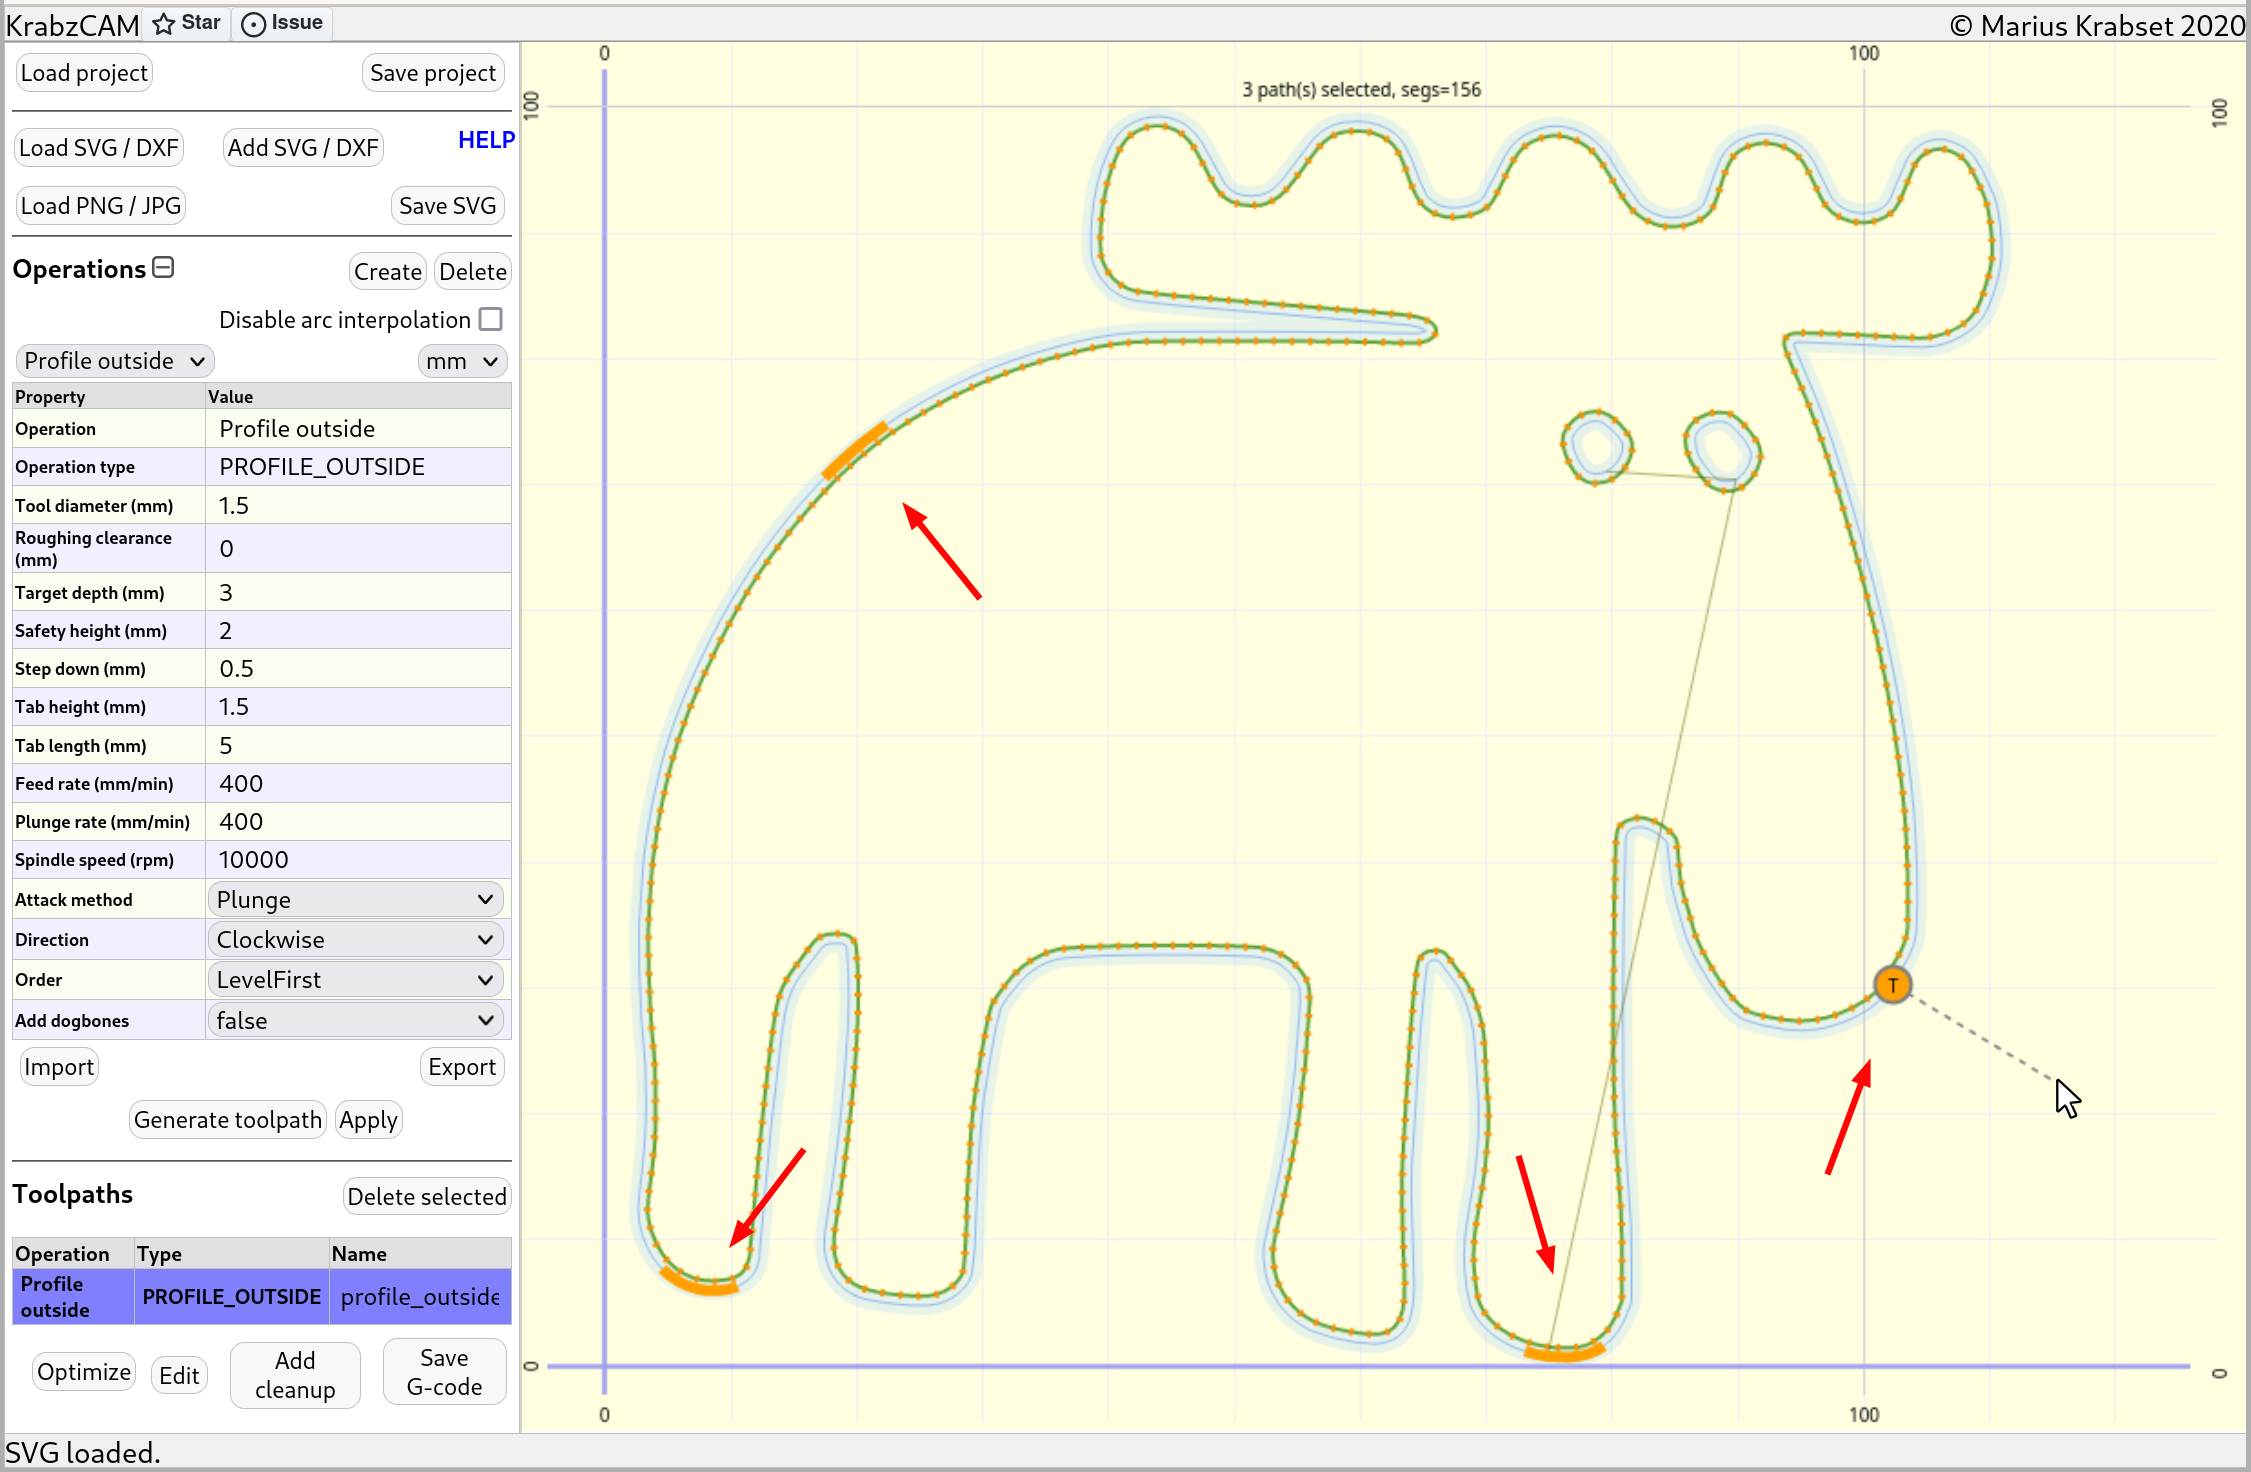 KrabzCAM Star Issue © Marius Krabset 2020
Load project Save project
Load SVG / DXF Add SVG / DXF HELP
Load PNG / JPG Save SVG
Operations Create Delete
Disable arc interpolation
Profile outside mm
Property Value
Operation Profile outside
Operation type PROFILE_OUTSIDE
Tool diameter (mm) 1.5
Roughing clearance
(mm) 0
Target depth (mm) 3
Safety height (mm) 2
Step down (mm) 0.5
Tab height (mm) 1.5
Tab length (mm) 5
Feed rate (mm/min) 400
Plunge rate (mm/min) 400
Spindle speed (rpm) 10000
Attack method Plunge
Direction Clockwise
Order LevelFirst
Add dogbones false
Import Export
Generate toolpath Apply
Toolpaths Delete selected
Operation Type Name
Profile
outside PROFILE_OUTSIDE profile_outside
Optimize Edit Add
cleanup Save
G-code
0 100
3 path(s) selected, segs=156
100 100
T
0 0
0 100
SVG loaded.